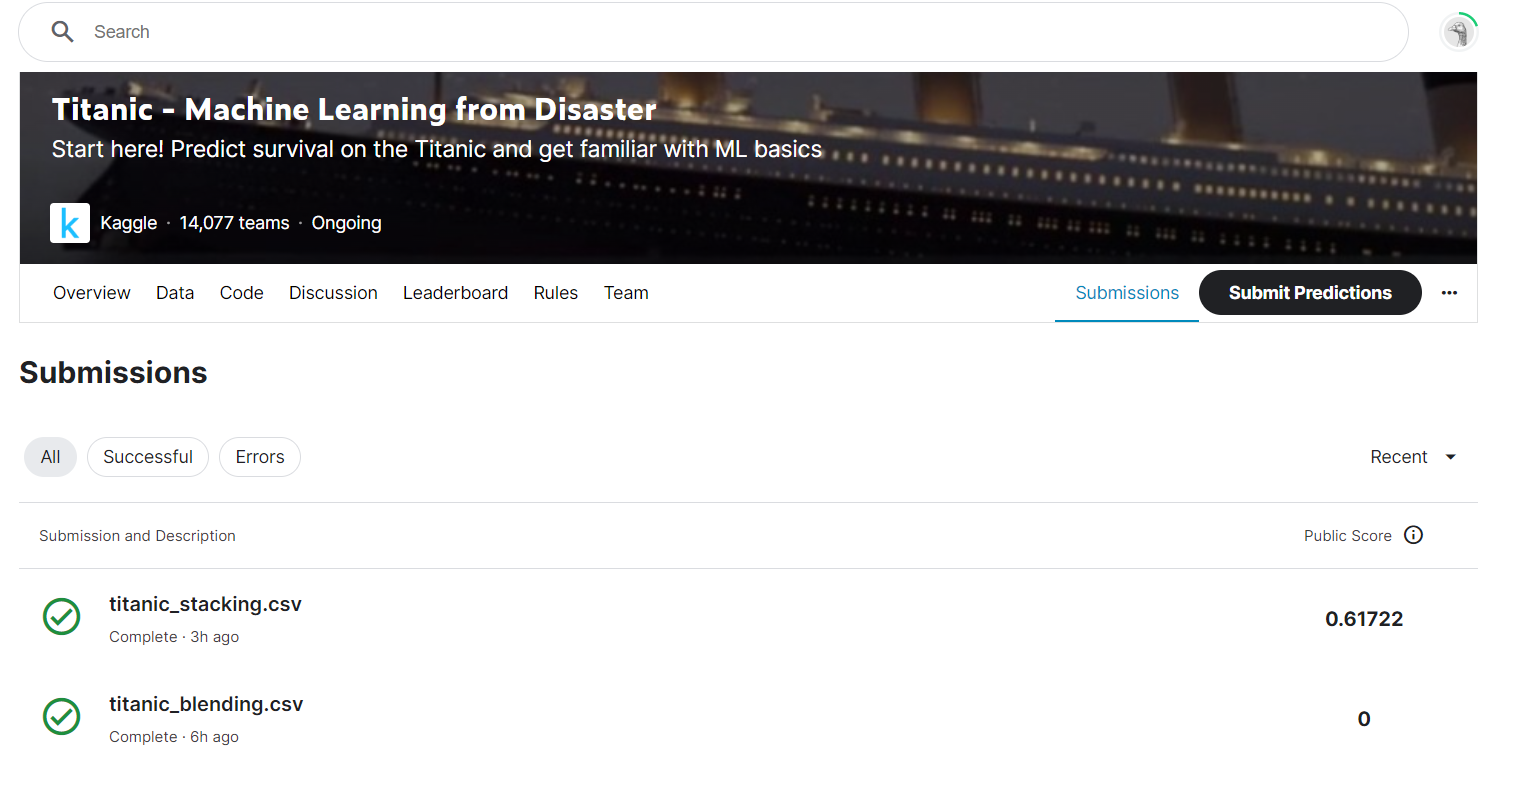 Search
Titanic - Machine Learning from Disaster
Start here! Predict survival on the Titanic and get familiar with ML basics
k
Kaggle · 14,077 teams · Ongoing
Overview Data Code Discussion Leaderboard Rules Team Submissions Submit Predictions
Submissions
All Successful Errors Recent
Submission and Description Public Score
titanic_stacking.csv
Complete · 3h ago
0.61722
titanic_blending.csv
Complete · 6h ago
0